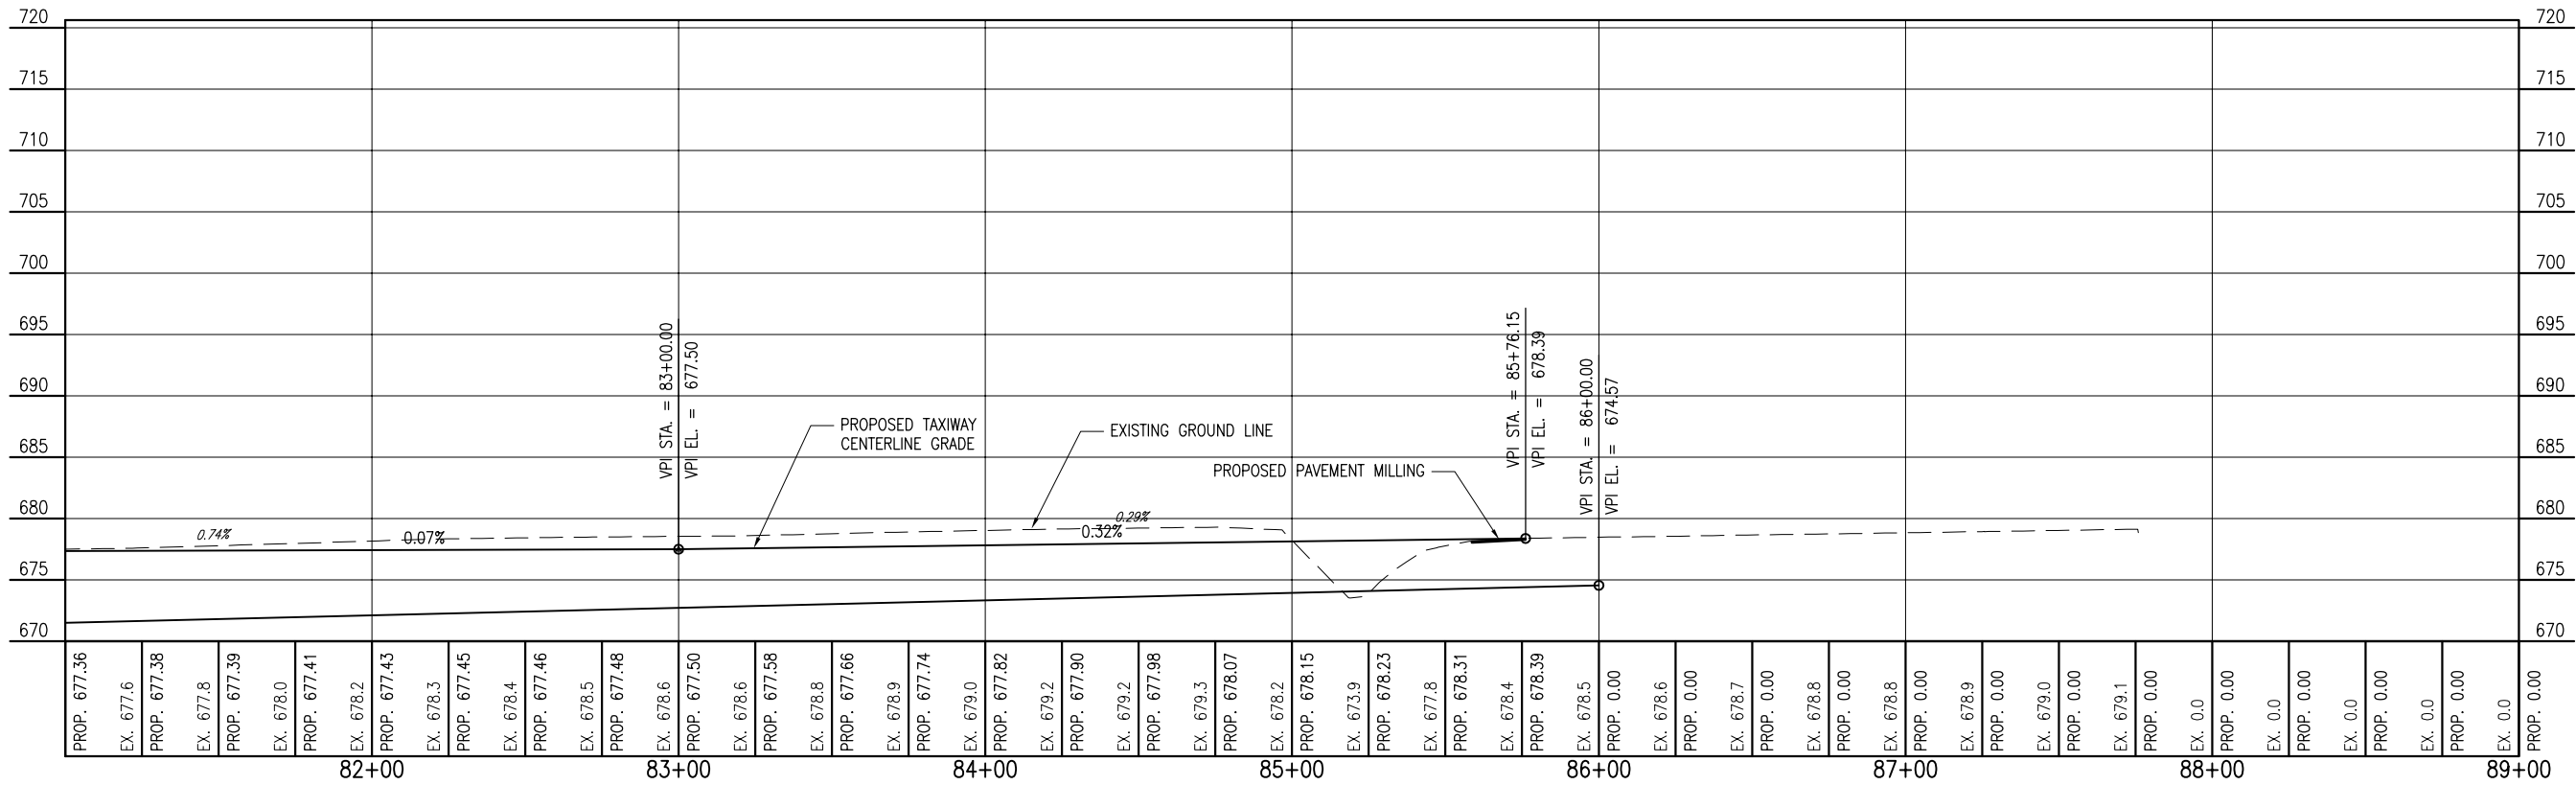 720
720
715
715
710
710
705
705
700
700
695
695
690
690
685
685
680
680
675
675
670
670
VPI STA. = 83+00.00
VPI EL. = 677.50
VPI STA. = 85+76.15
VPI EL. = 678.39
VPI STA. = 86+00.00
VPI EL. = 674.57
PROPOSED TAXIWAY
CENTERLINE GRADE
EXISTING GROUND LINE
PROPOSED PAVEMENT MILLING
0.74%
0.07%
0.29%
0.32%
PROP. 677.36
EX. 677.6
PROP. 677.38
EX. 677.8
PROP. 677.39
EX. 678.0
PROP. 677.41
EX. 678.2
PROP. 677.43
EX. 678.3
PROP. 677.45
EX. 678.4
PROP. 677.46
EX. 678.5
PROP. 677.48
EX. 678.6
PROP. 677.50
EX. 678.6
PROP. 677.58
EX. 678.8
PROP. 677.66
EX. 678.9
PROP. 677.74
EX. 679.0
PROP. 677.82
EX. 679.2
PROP. 677.90
EX. 679.2
PROP. 677.98
EX. 679.3
PROP. 678.07
EX. 678.2
PROP. 678.15
EX. 673.9
PROP. 678.23
EX. 677.8
PROP. 678.31
EX. 678.4
PROP. 678.39
EX. 678.5
PROP. 0.00
EX. 678.6
PROP. 0.00
EX. 678.7
PROP. 0.00
EX. 678.8
PROP. 0.00
EX. 678.8
PROP. 0.00
EX. 678.9
PROP. 0.00
EX. 679.0
PROP. 0.00
EX. 679.1
PROP. 0.00
EX. 0.0
PROP. 0.00
EX. 0.0
PROP. 0.00
EX. 0.0
PROP. 0.00
EX. 0.0
PROP. 0.00
EX. 0.0
PROP. 0.00
82+00
83+00
84+00
85+00
86+00
87+00
88+00
89+00